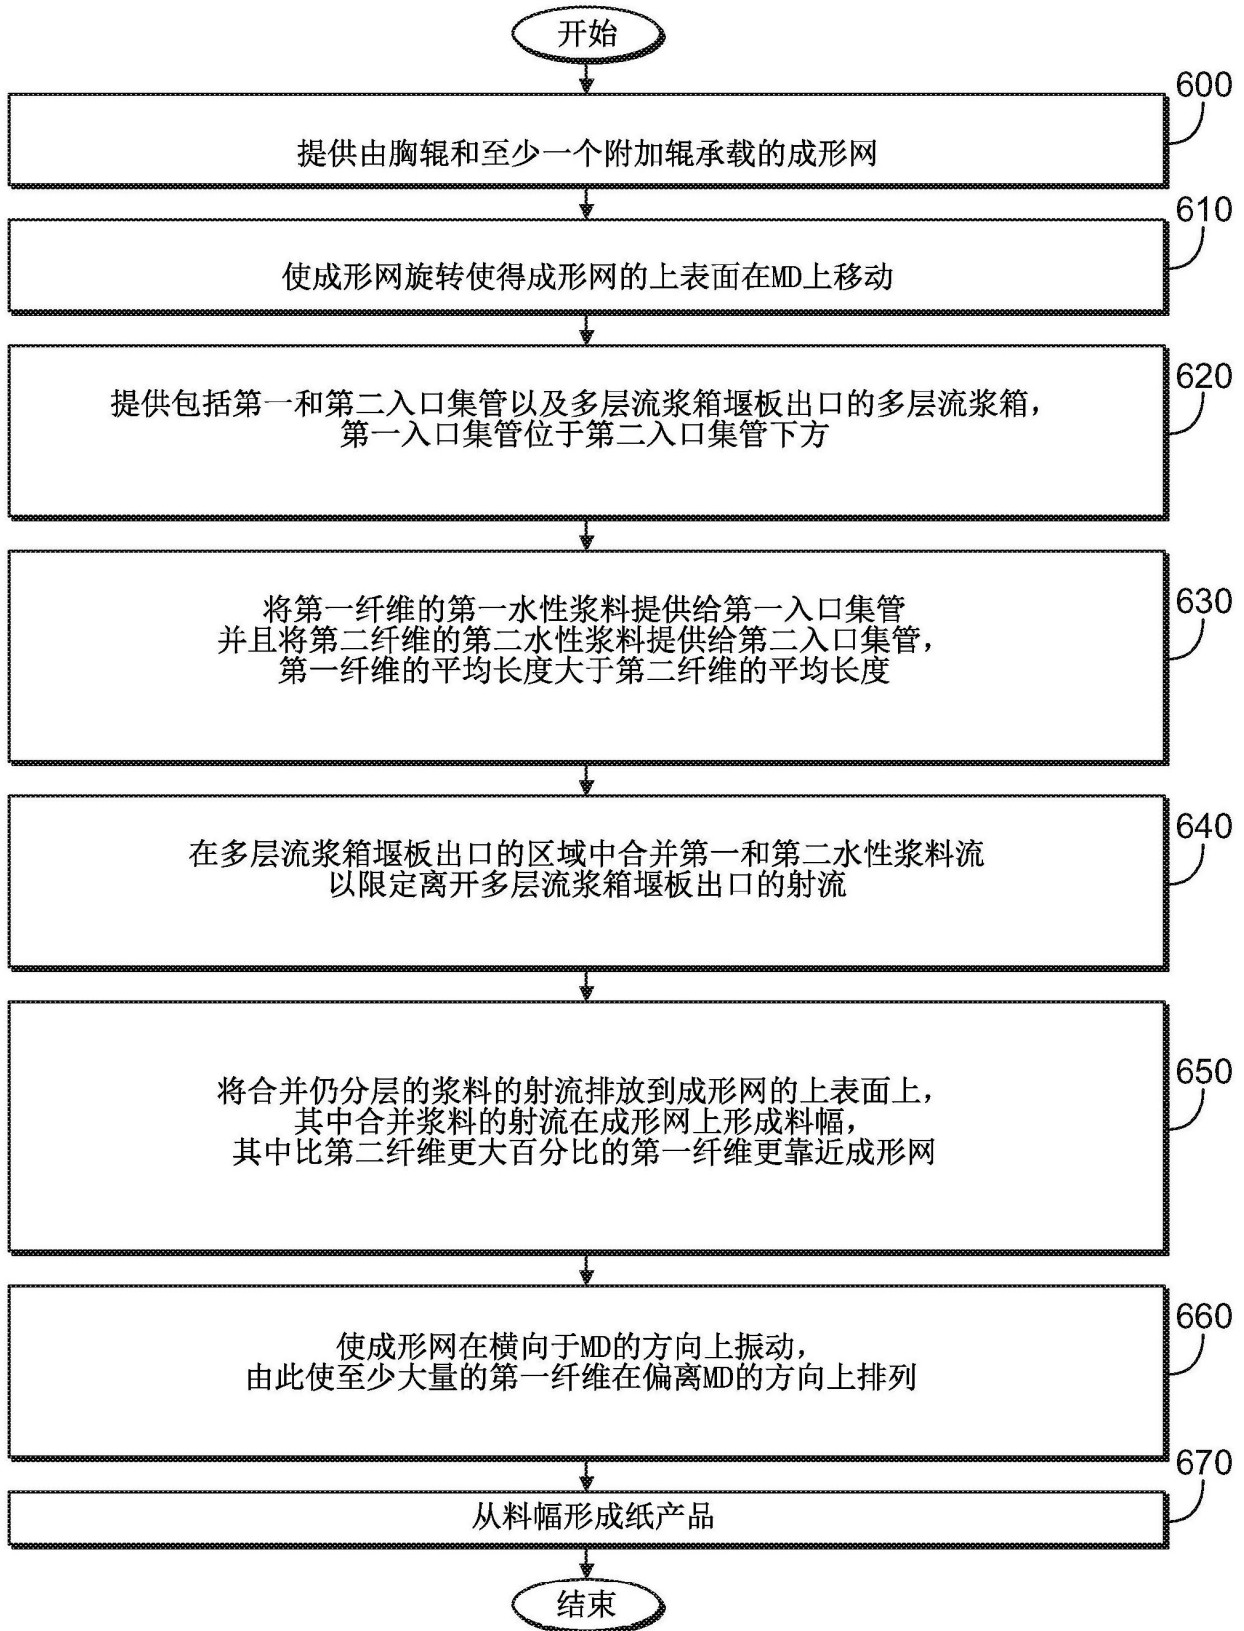 开始
600
提供由胸辊和至少一个附加辊承载的成形网
610
使成形网旋转使得成形网的上表面在MD上移动
620
提供包括第一和第二入口集管以及多层流浆箱堰板出口的多层流浆箱，
第一入口集管位于第二入口集管下方
630
将第一纤维的第一水性浆料提供给第一入口集管
并且将第二纤维的第二水性浆料提供给第二入口集管，
第一纤维的平均长度大于第二纤维的平均长度
640
在多层流浆箱堰板出口的区域中合并第一和第二水性浆料流
以限定离开多层流浆箱堰板出口的射流
650
将合并仍分层的浆料的射流排放到成形网的上表面上，
其中合并浆料的射流在成形网上形成料幅，
其中比第二纤维更大百分比的第一纤维更靠近成形网
660
使成形网在横向于MD的方向上振动，
由此使至少大量的第一纤维在偏离MD的方向上排列
670
从料幅形成纸产品
结束